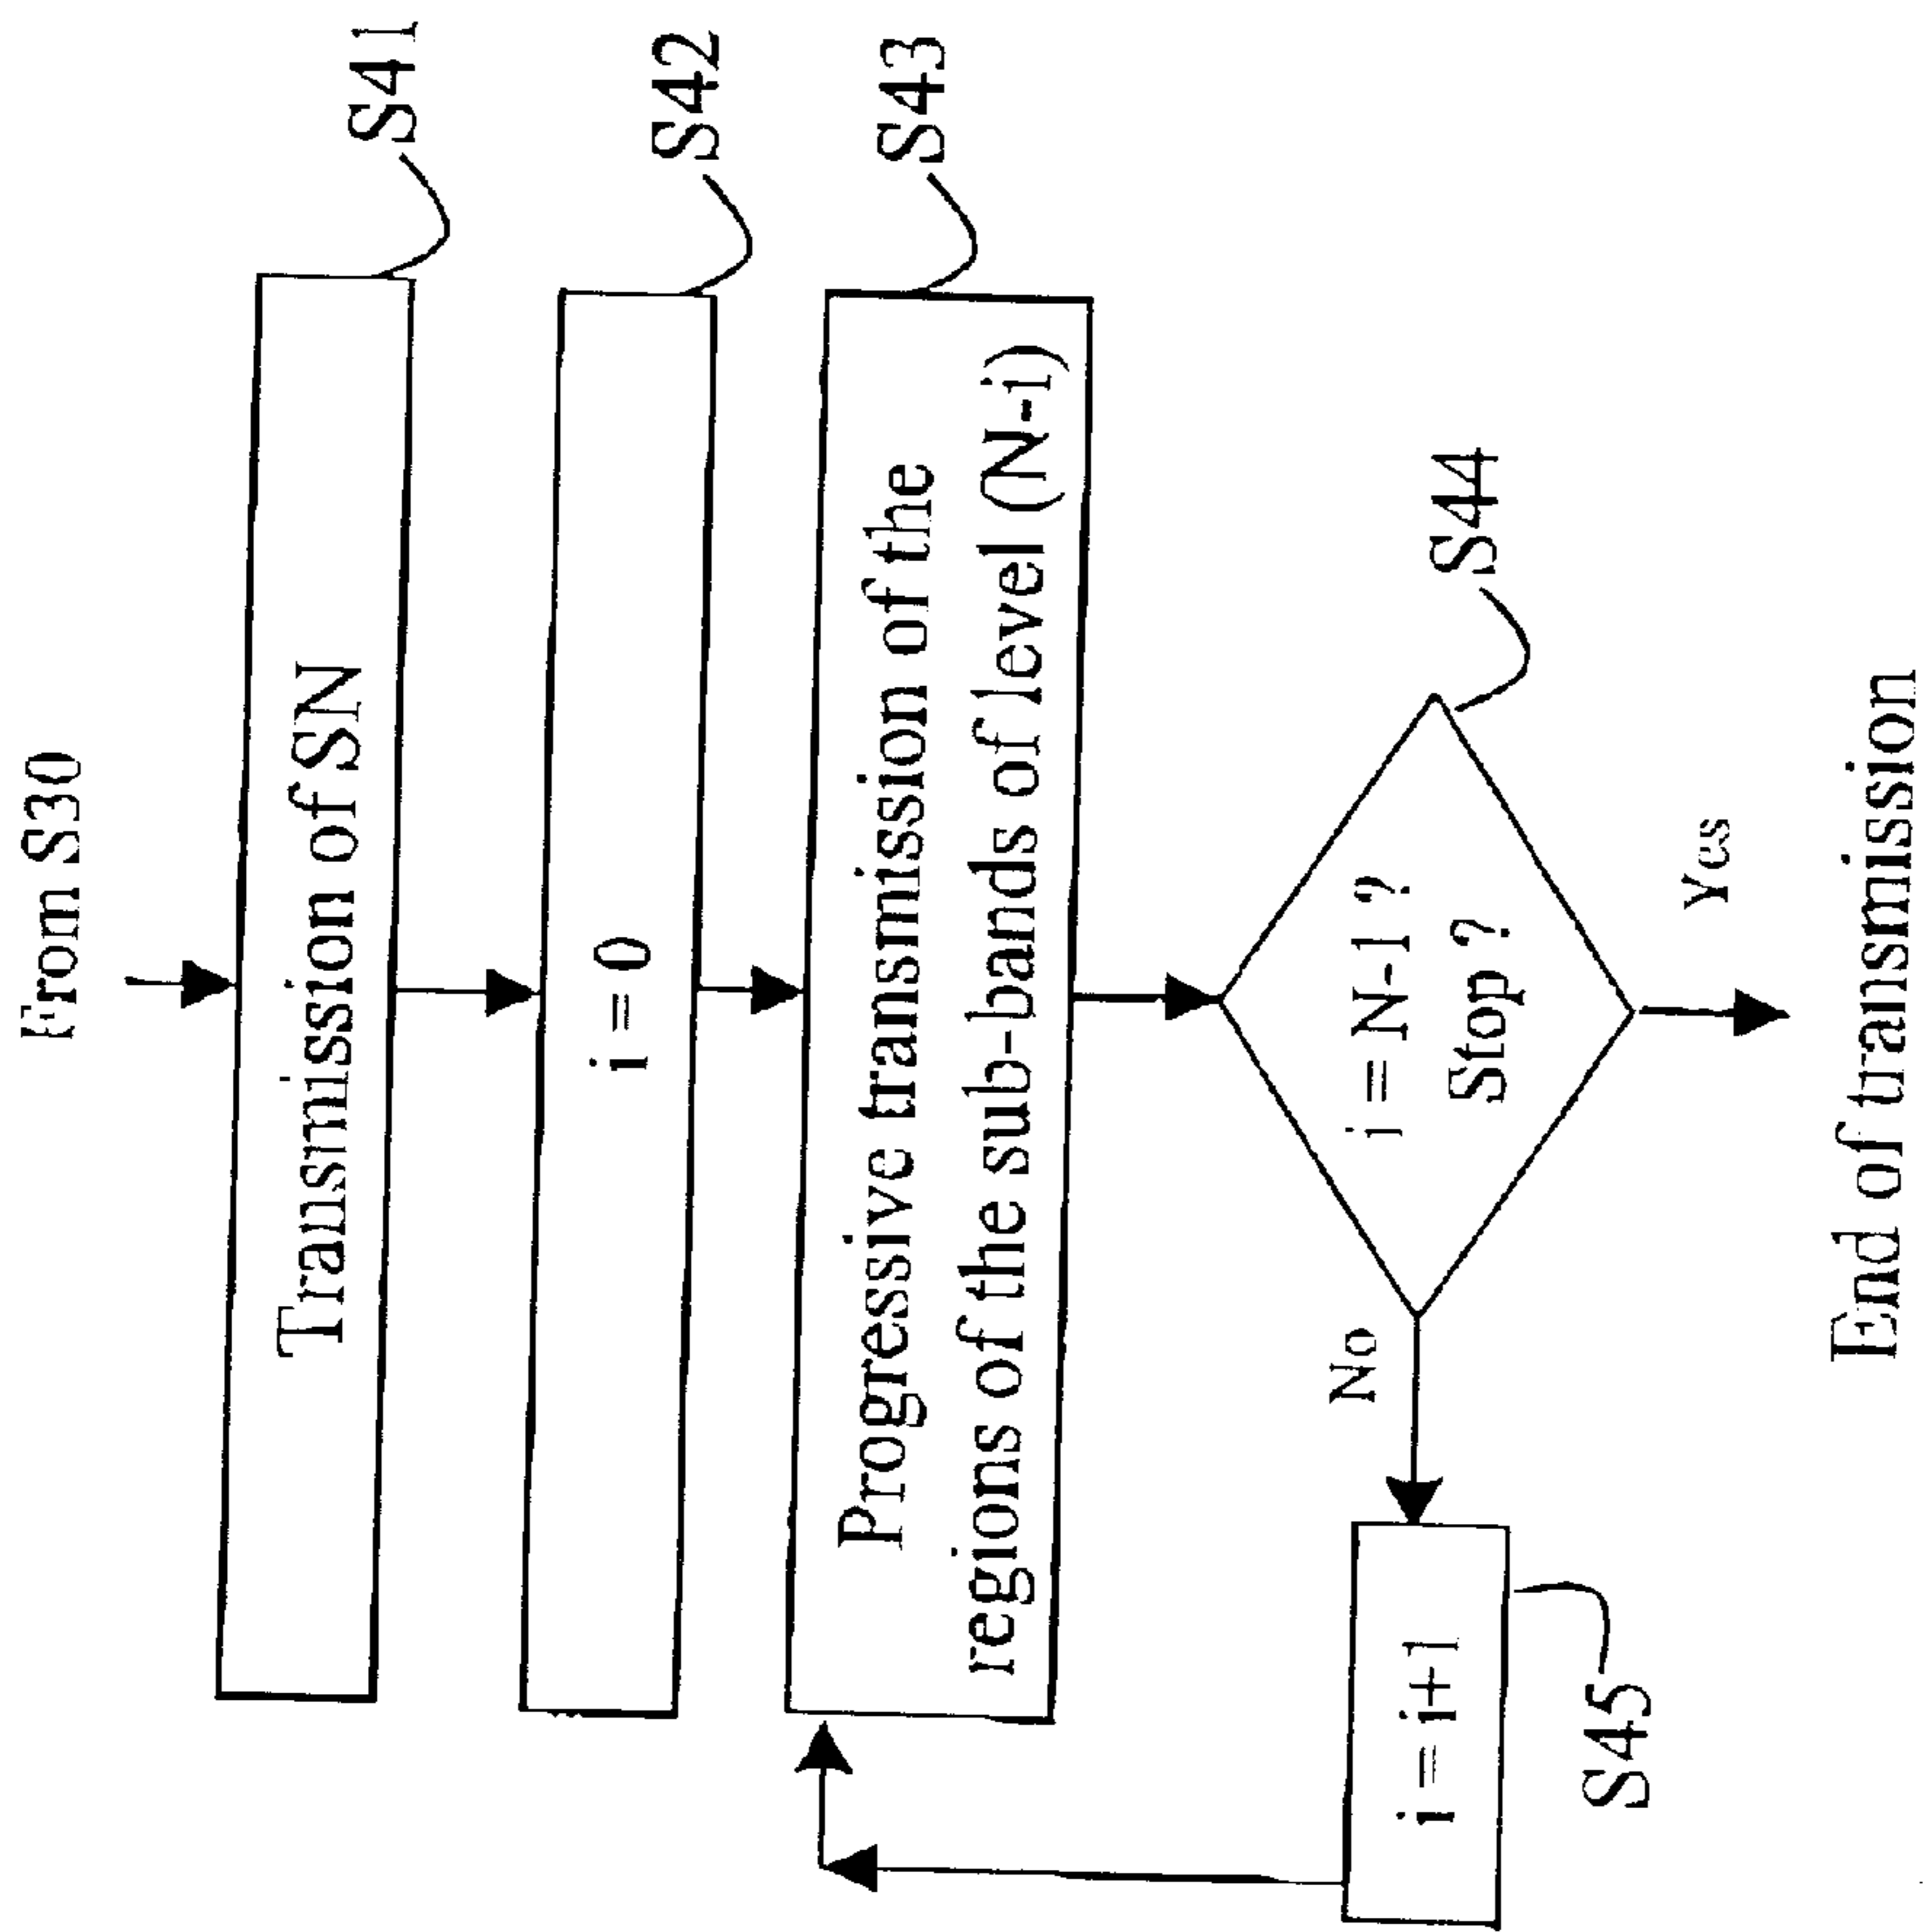 From S30
Transmission of SN
S41
i = 0
S42
Progressive transmission of the
regions of the sub-bands of level (N-i)
S43
i = N-1 ?
Stop ?
S44
No
i = i+1
S45
Yes
End of transmission